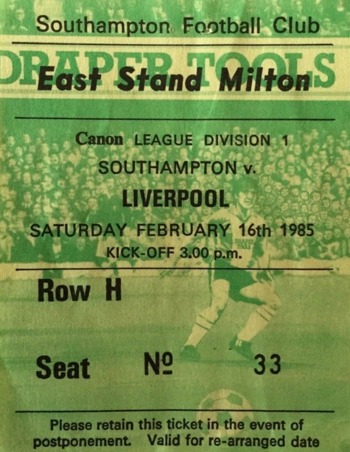 Southampton Football Club
DRAPER TOOLS
East Stand Milton
Canon LEAGUE DIVISION 1
SOUTHAMPTON v.
LIVERPOOL
SATURDAY FEBRUARY 16th 1985
KICK-OFF 3.00 p.m.
Row H
Seat Nº 33
Please retain this ticket in the event of
postponement. Valid for re-arranged date